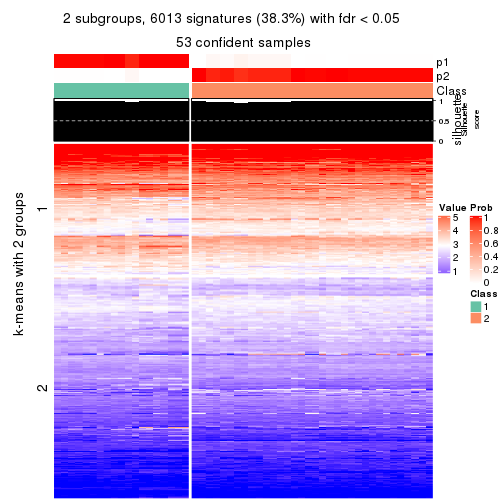 2 subgroups, 6013 signatures (38.3%) with fdr < 0.05
53 confident samples
p1
p2
Class
1
0.5
0
silhouette
Silhouette
score
k-means with 2 groups
1
2
Value
5
4
3
2
1
Prob
1
0.8
0.6
0.4
0.2
0
Class
1
2